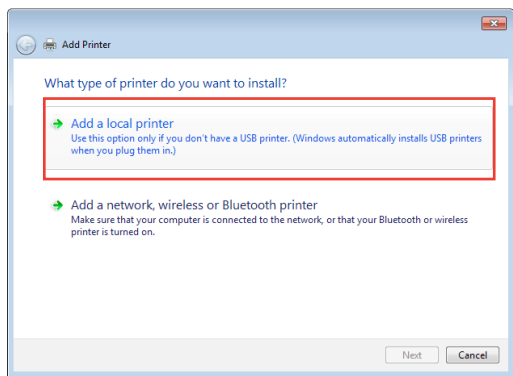 Add Printer
What type of printer do you want to install?
Add a local printer
Use this option only if you don't have a USB printer. (Windows automatically installs USB printers
when you plug them in.)
Add a network, wireless or Bluetooth printer
Make sure that your computer is connected to the network, or that your Bluetooth or wireless
printer is turned on.
Next Cancel